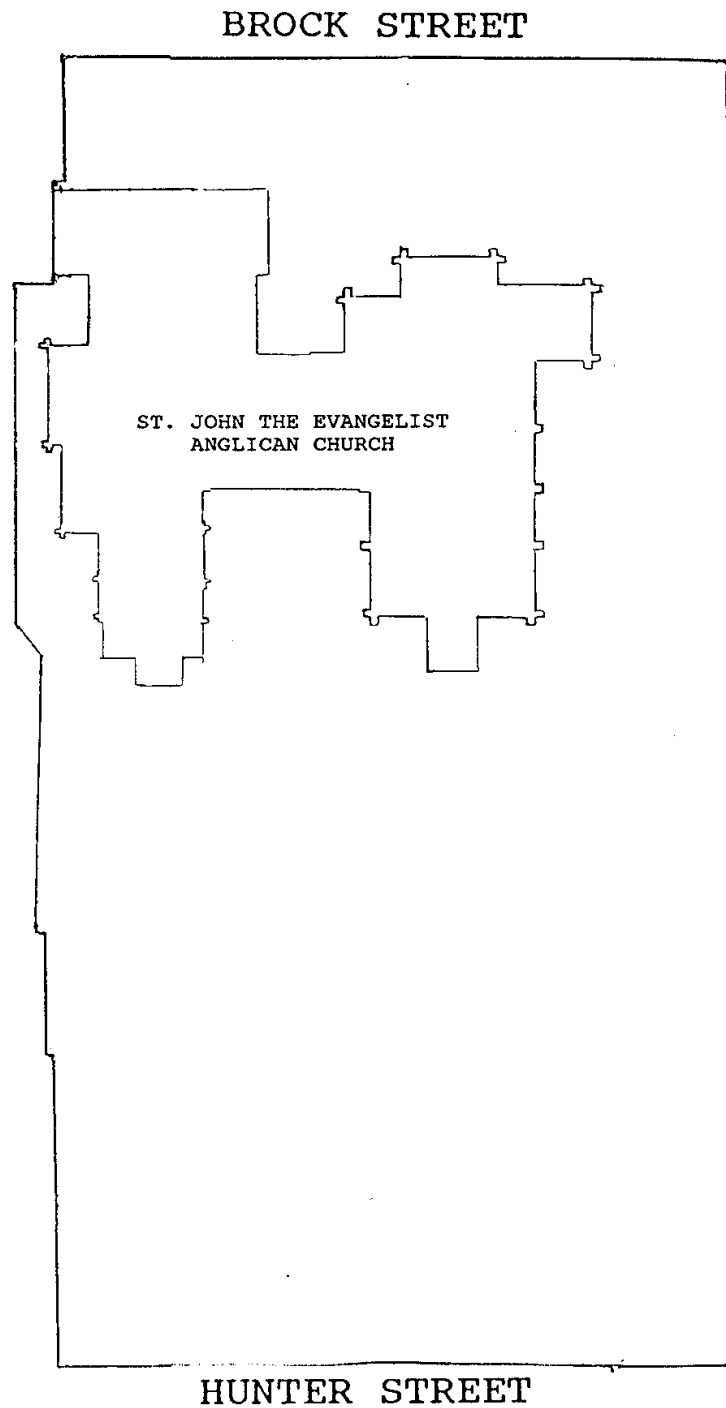 BROCK STREET
ST. JOHN THE EVANGELIST
ANGLICAN CHURCH
HUNTER STREET